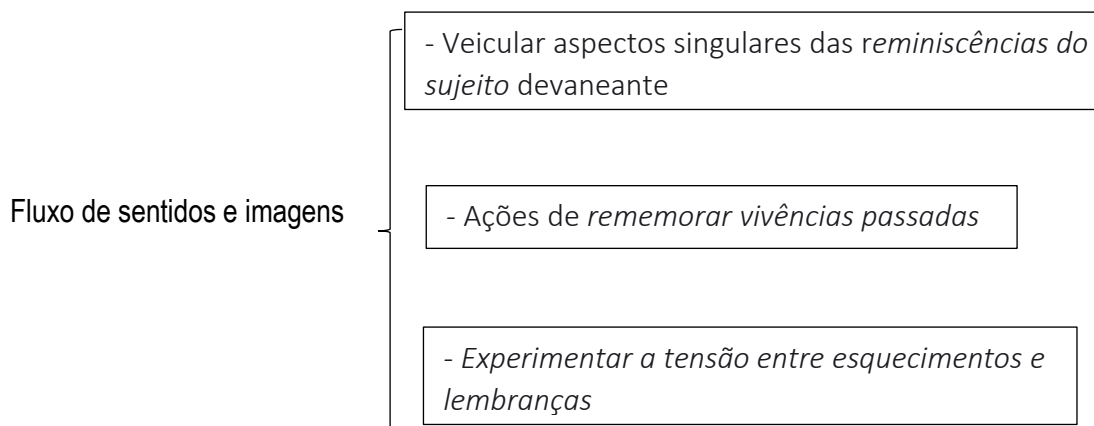 - Veicular aspectos singulares das reminiscências do
sujeito devaneante
Fluxo de sentidos e imagens
- Ações de rememorar vivências passadas
- Experimentar a tensão entre esquecimentos e
lembranças